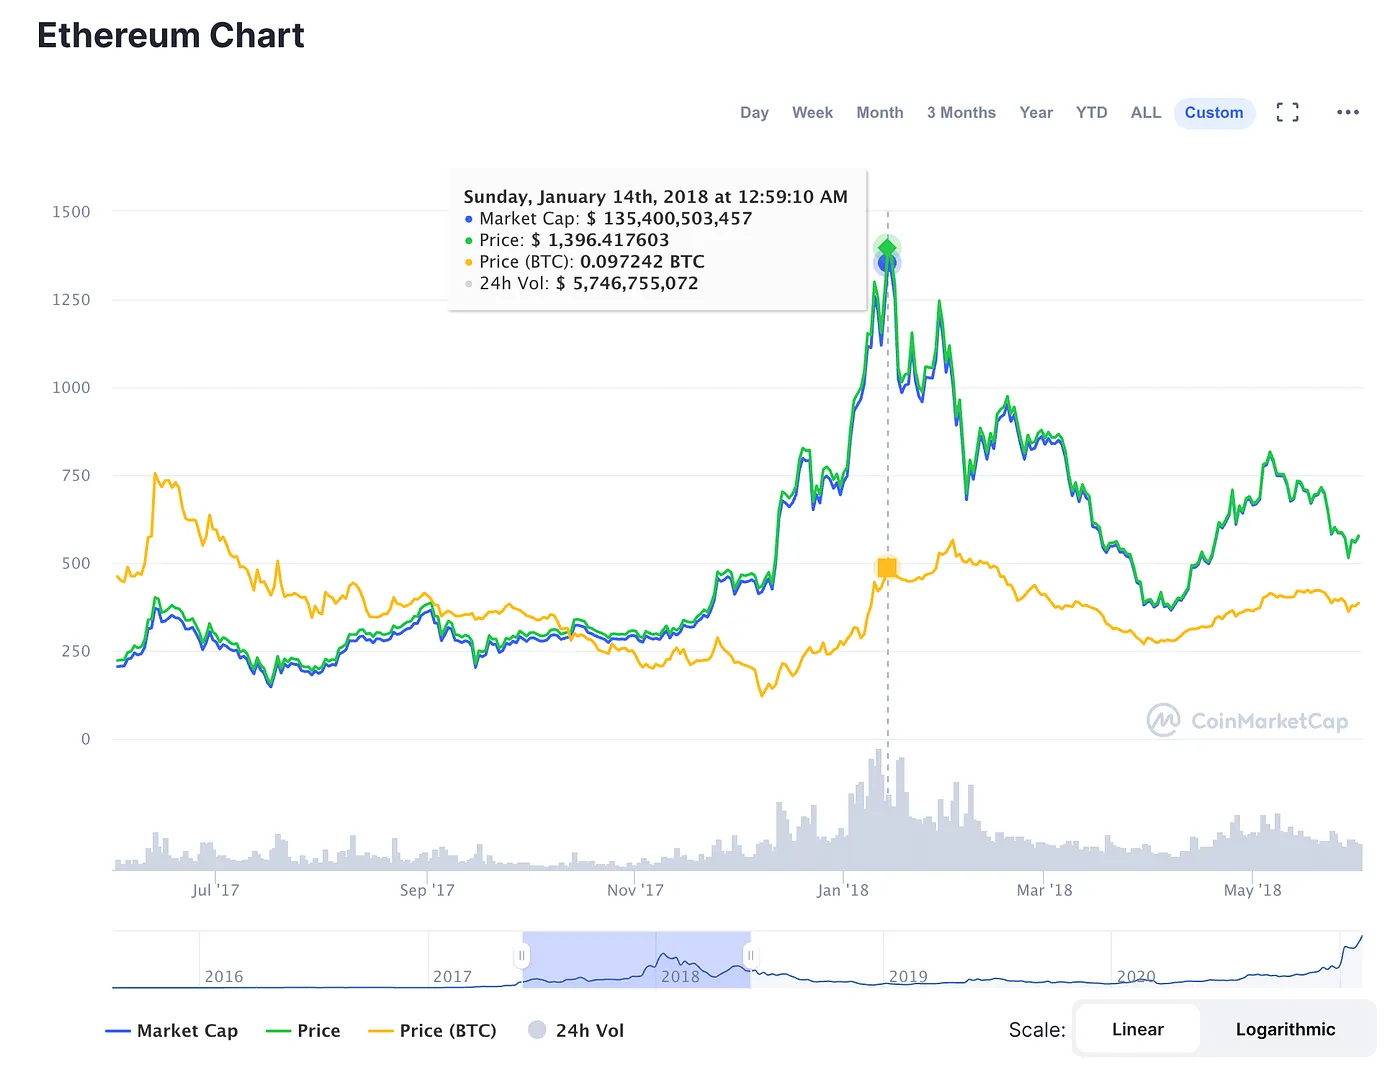 Ethereum Chart
Day Week Month 3 Months Year YTD ALL Custom
Sunday, January 14th, 2018 at 12:59:10 AM
Market Cap: $ 135,400,503,457
Price: $ 1,396.417603
Price (BTC): 0.097242 BTC
24h Vol: $ 5,746,755,072
1500
1250
1000
750
500
250
0
CoinMarketCap
Jul '17 Sep '17 Nov '17 Jan '18 Mar '18 May '18
2016 2017 2018 2019 2020
Market Cap Price Price (BTC) 24h Vol Scale: Linear Logarithmic